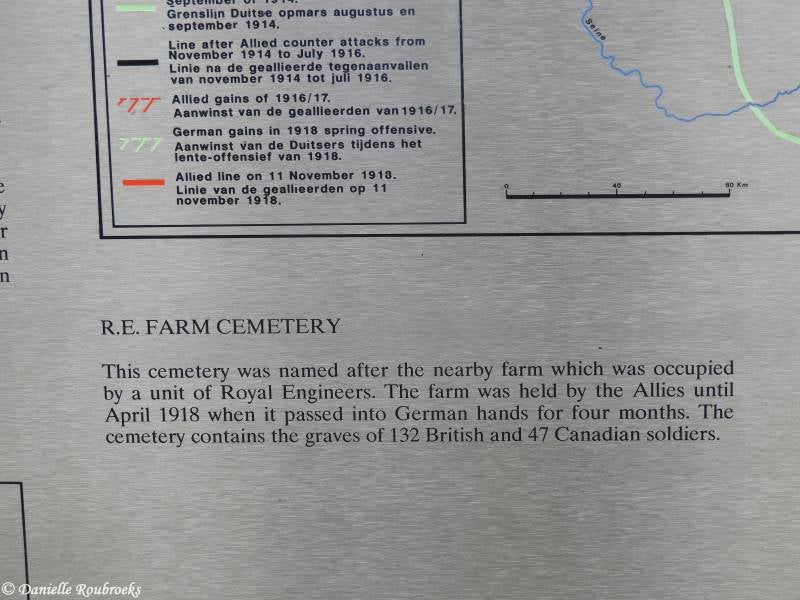 September of 1914.
Grenslijn Duitse opmars augustus en
september 1914.
Line after Allied counter attacks from
November 1914 to July 1916.
Linie na de geallieerde tegenaanvallen
van november 1914 tot juli 1916.
Allied gains of 1916/17.
Aanwinst van de geallieerden van 1916/17.
German gains in 1918 spring offensive.
Aanwinst van de Duitsers tijdens het
lente-offensief van 1918.
Allied line on 11 November 1918.
Linie van de geallieerden op 11
november 1918.
Seine
0 40 80 Km
e
y
r
n
n
R.E. FARM CEMETERY
This cemetery was named after the nearby farm which was occupied
by a unit of Royal Engineers. The farm was held by the Allies until
April 1918 when it passed into German hands for four months. The
cemetery contains the graves of 132 British and 47 Canadian soldiers.
© Danielle Roubroeks